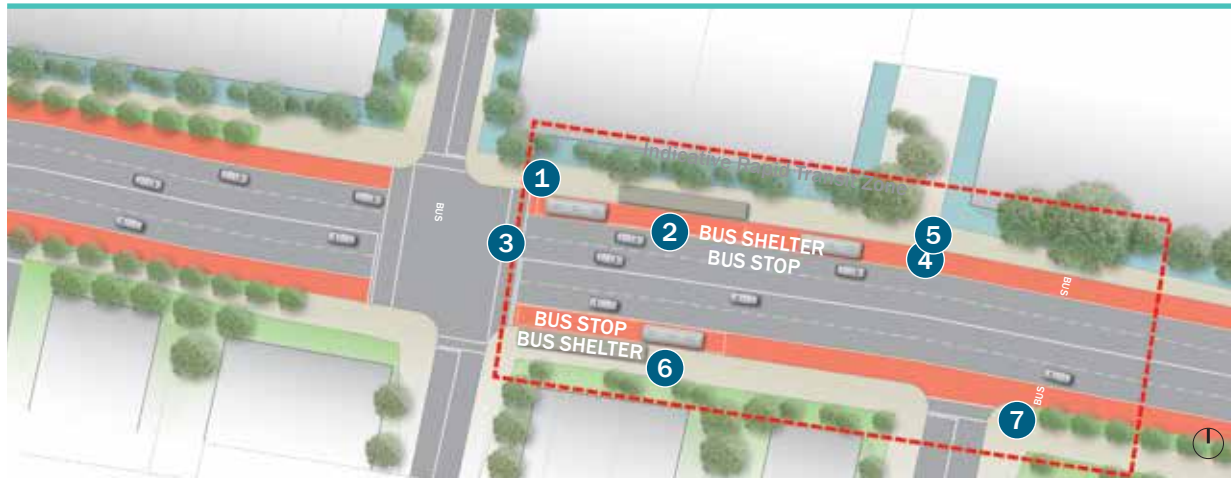 Indicative Rapid Transit Zone
1
BUS
3
2
BUS SHELTER
BUS STOP
5
4
BUS
BUS STOP
BUS SHELTER
6
BUS
7